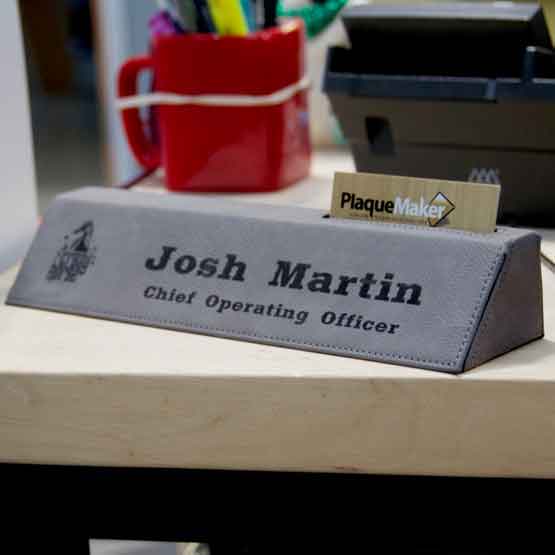 PlaqueMaker
Josh Martin
Chief Operating Officer